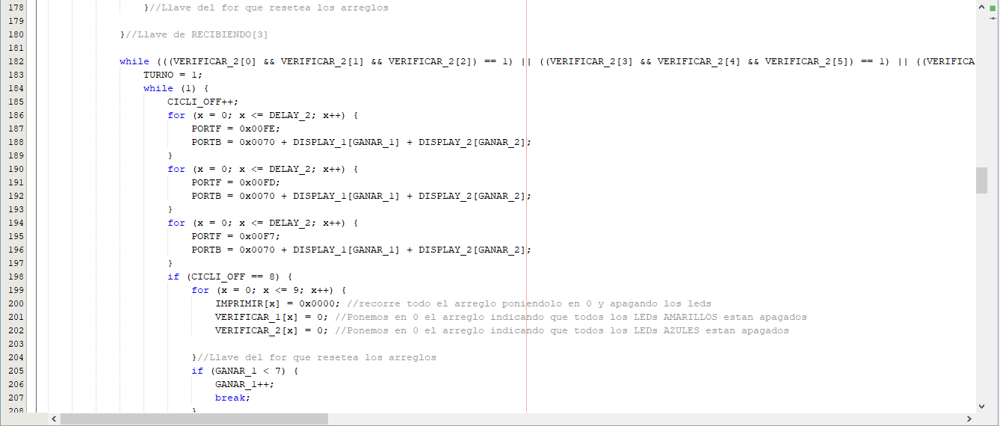 178 }//Llave del for que resetea los arreglos
179
180 }//Llave de RECIBIENDO[3]
181
182 while (((VERIFICAR_2[0] && VERIFICAR_2[1] && VERIFICAR_2[2]) == 1) || ((VERIFICAR_2[3] && VERIFICAR_2[4] && VERIFICAR_2[5]) == 1) || ((VERIFICA
183 TURNO = 1;
184 while (1) {
185 CICLI_OFF++;
186 for (x = 0; x <= DELAY_2; x++) {
187 PORTF = 0x00FE;
188 PORTB = 0x0070 + DISPLAY_1[GANAR_1] + DISPLAY_2[GANAR_2];
189 }
190 for (x = 0; x <= DELAY_2; x++) {
191 PORTF = 0x00FD;
192 PORTB = 0x0070 + DISPLAY_1[GANAR_1] + DISPLAY_2[GANAR_2];
193 }
194 for (x = 0; x <= DELAY_2; x++) {
195 PORTF = 0x00F7;
196 PORTB = 0x0070 + DISPLAY_1[GANAR_1] + DISPLAY_2[GANAR_2];
197 }
198 if (CICLI_OFF == 8) {
199 for (x = 0; x <= 9; x++) {
200 IMPRIMIR[x] = 0x0000; //recorre todo el arreglo poniendolo en 0 y apagando los leds
201 VERIFICAR_1[x] = 0; //Ponemos en 0 el arreglo indicando que todos los LEDs AMARILLOS estan apagados
202 VERIFICAR_2[x] = 0; //Ponemos en 0 el arreglo indicando que todos los LEDs AZULES estan apagados
203
204 }//Llave del for que resetea los arreglos
205 if (GANAR_1 < 7) {
206 GANAR_1++;
207 break;
208 }